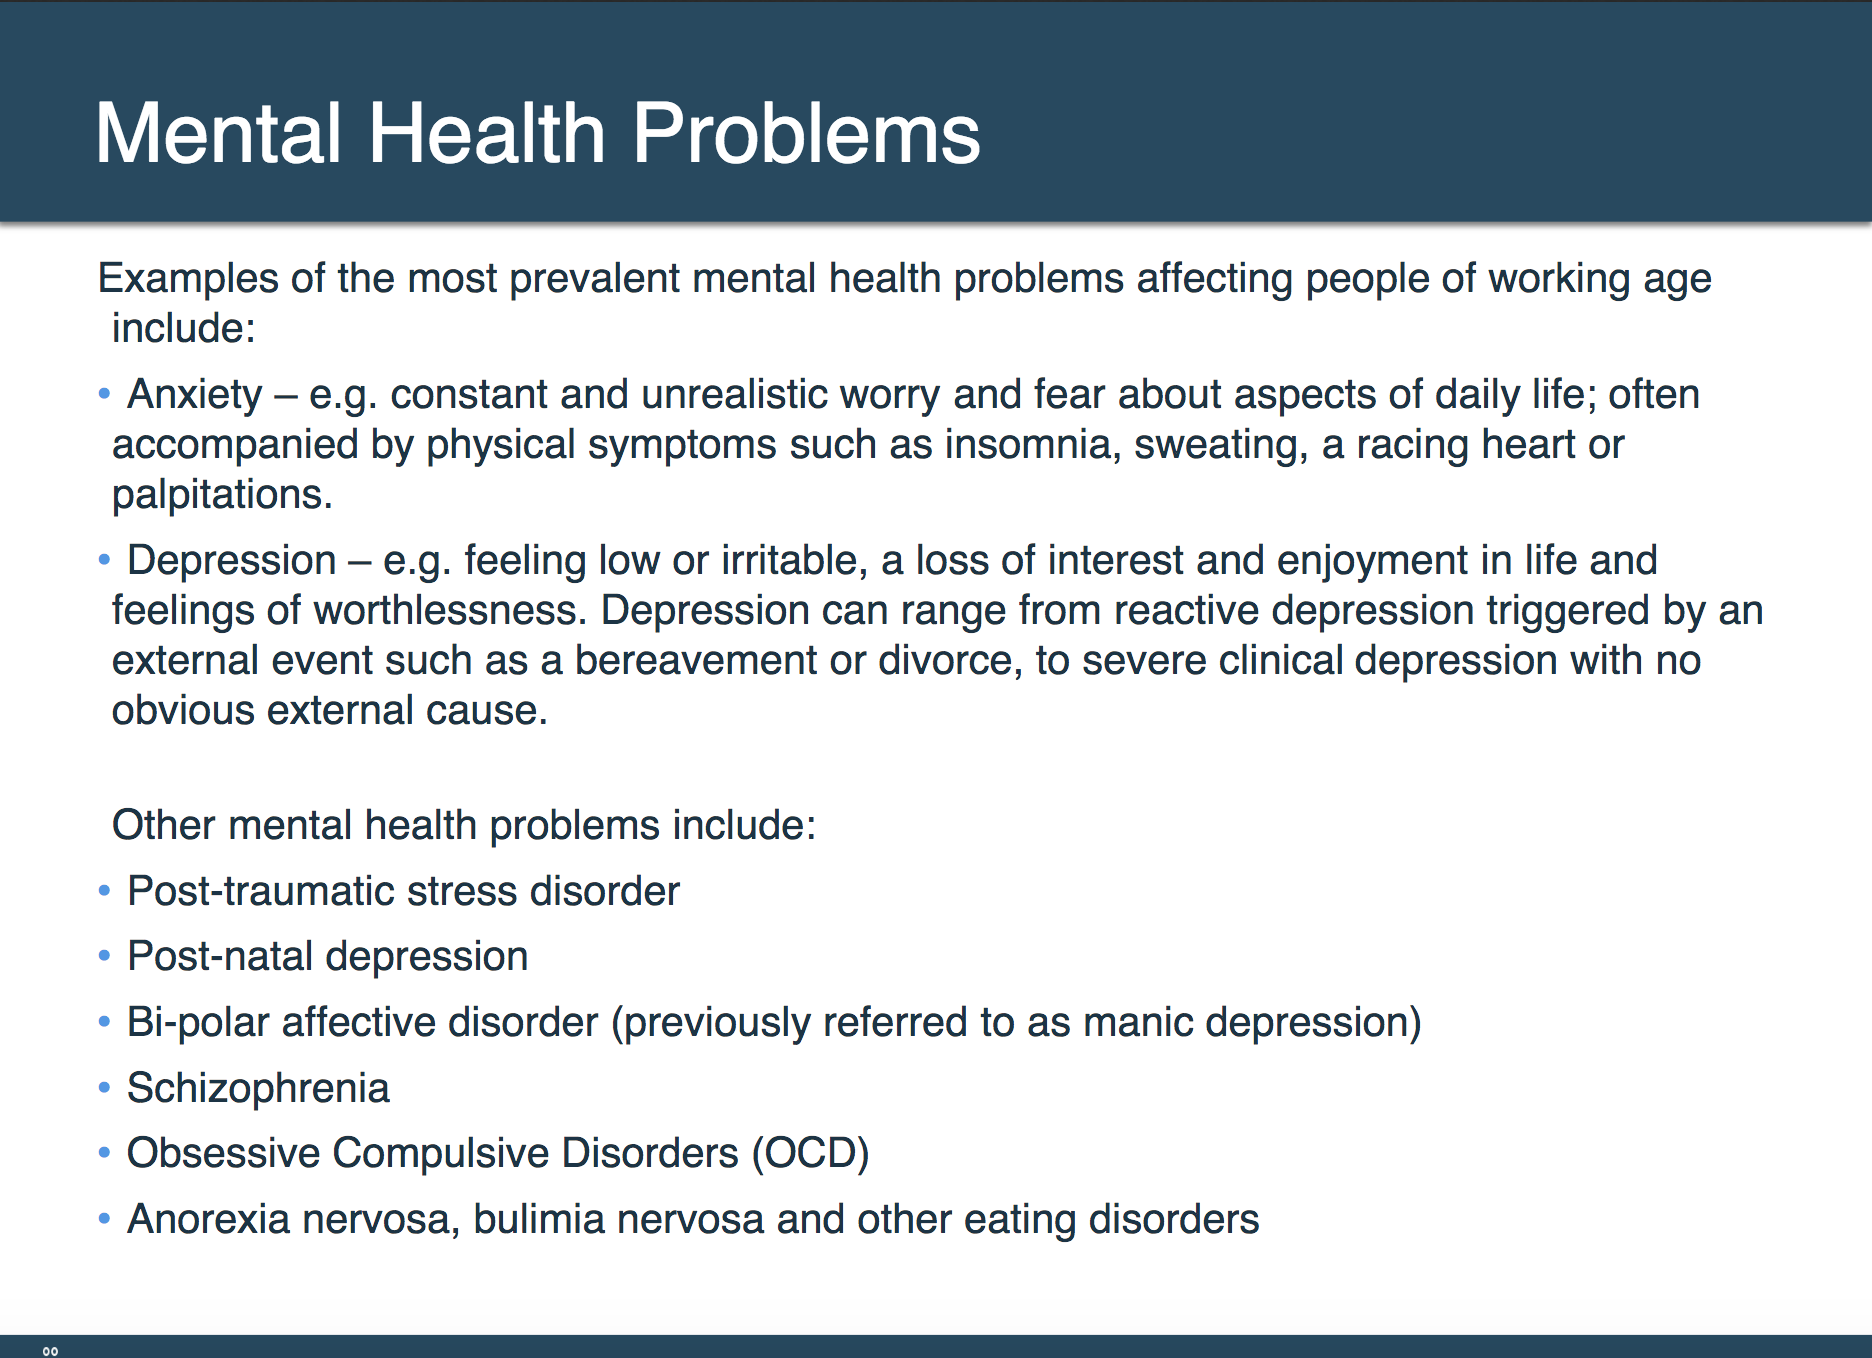 Mental Health Problems
Examples of the most prevalent mental health problems affecting people of working age
include:
• Anxiety – e.g. constant and unrealistic worry and fear about aspects of daily life; often
accompanied by physical symptoms such as insomnia, sweating, a racing heart or
palpitations.
• Depression – e.g. feeling low or irritable, a loss of interest and enjoyment in life and
feelings of worthlessness. Depression can range from reactive depression triggered by an
external event such as a bereavement or divorce, to severe clinical depression with no
obvious external cause.
Other mental health problems include:
• Post-traumatic stress disorder
• Post-natal depression
• Bi-polar affective disorder (previously referred to as manic depression)
• Schizophrenia
• Obsessive Compulsive Disorders (OCD)
• Anorexia nervosa, bulimia nervosa and other eating disorders